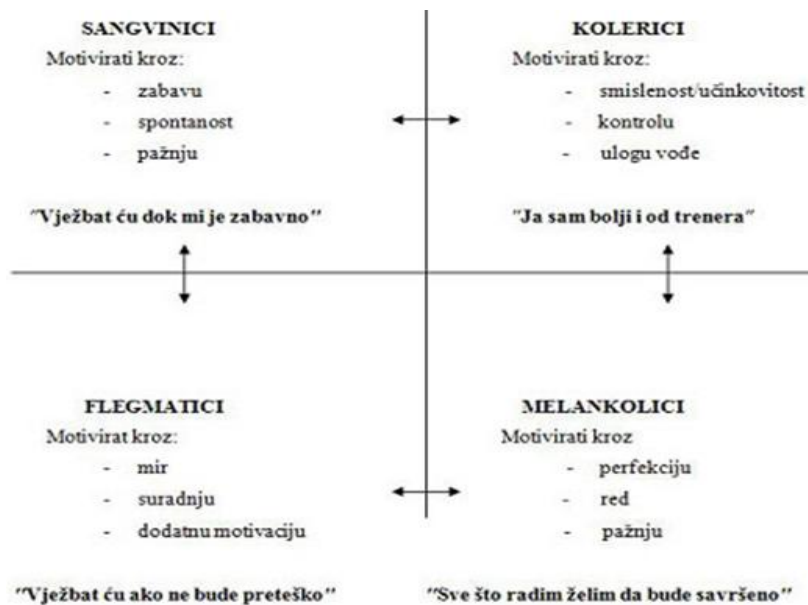 SANGVINICI
Motivirati kroz:
- zabavu
- spontanost
- pažnju
"Vježbat ću dok mi je zabavno"
KOLERICI
Motivirati kroz:
- smislenost/učinkovitost
- kontrolu
- ulogu vođe
"Ja sam bolji i od trenera"
FLEGMATICI
Motivirat kroz:
- mir
- suradnju
- dodatnu motivaciju
"Vježbat ću ako ne bude preteško"
MELANKOLICI
Motivirati kroz
- perfekciju
- red
- pažnju
"Sve što radim želim da bude savršeno"